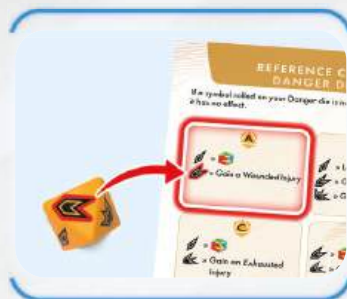 REFERENCE C
DANGER D
If a symbol rolled on your Danger die is n
it has no effect.
A
=
= Gain a Wounded Injury
= L
= G
= G
C
=
= Gain an Exhausted
Injury
=
=